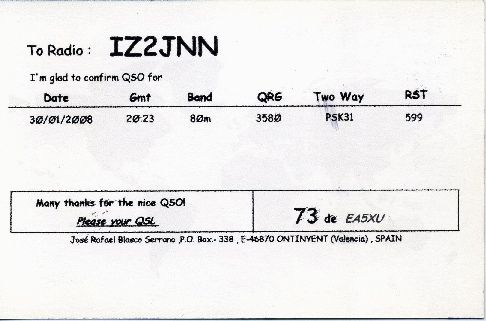 To Radio : IZ2JNN
I'm glad to confirm QSO for
Date Gmt Band QRG Two Way RST
30/01/2008 20:23 80m 3580 PSK31 599
Many thanks for the nice QSO!
Please your QSL
73 de EA5XU
José Rafael Blasco Serrano ,P.O. Box.- 338 , E-46870 ONTINYENT (Valencia) , SPAIN